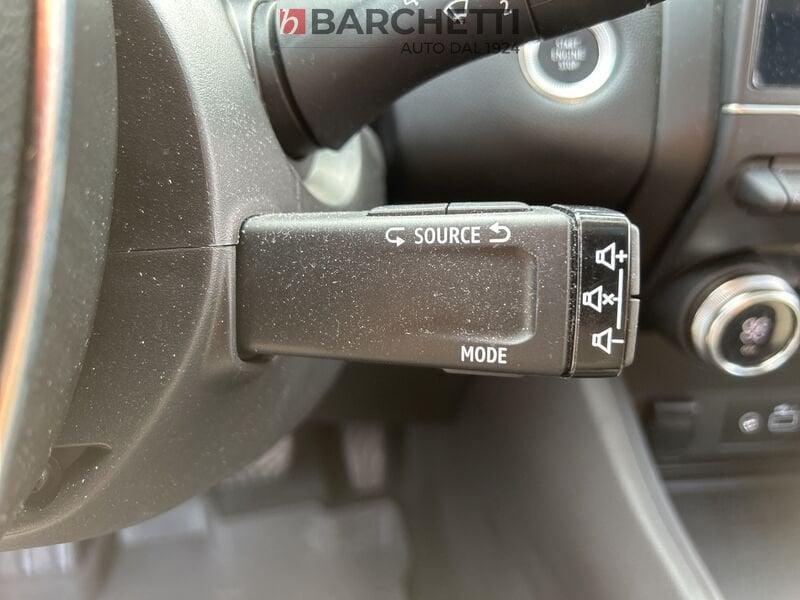 b BARCHETTI
AUTO DAL 1924
START
ENGINE
STOP
SOURCE
MODE